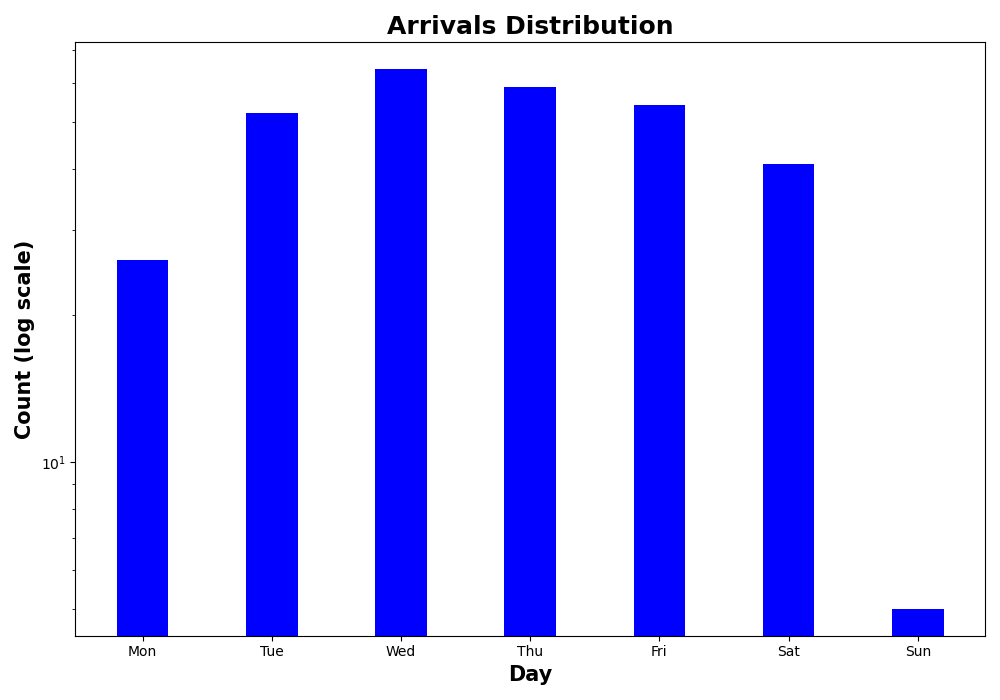 Arrivals Distribution
Count (log scale)
10¹
Mon Tue Wed Thu Fri Sat Sun
Day